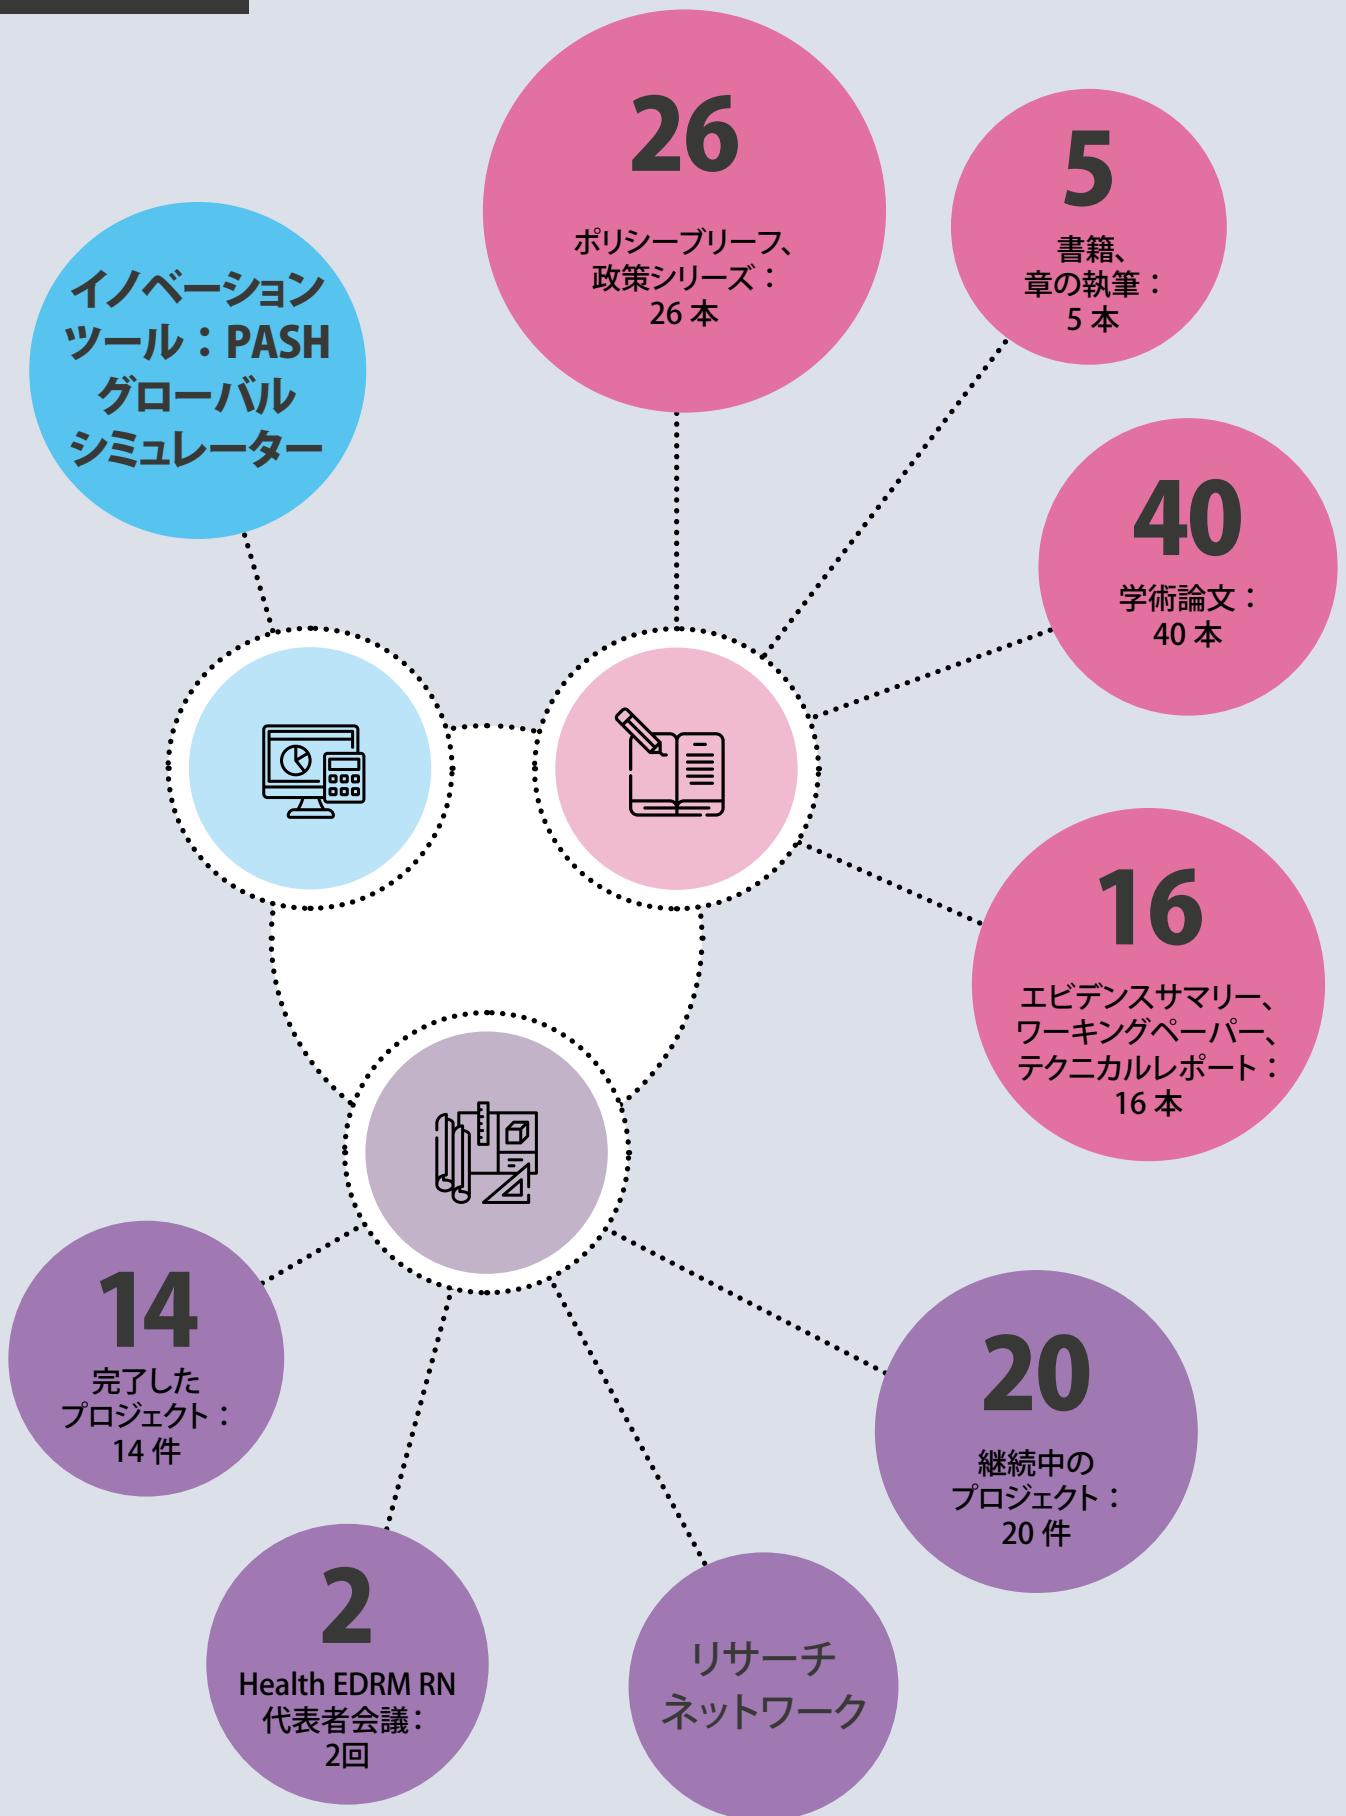 26
ポリシーブリーフ、
政策シリーズ：
26 本
5
書籍、
章の執筆：
5 本
イノベーション
ツール：PASH
グローバル
シミュレーター
40
学術論文：
40 本
16
エビデンスサマリー、
ワーキングペーパー、
テクニカルレポート：
16 本
14
完了した
プロジェクト：
14 件
20
継続中の
プロジェクト：
20 件
2
Health EDRM RN
代表者会議：
2回
リサーチ
ネットワーク